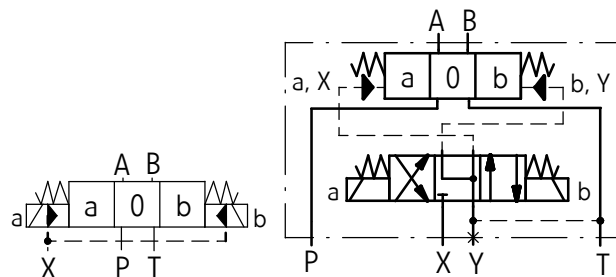 A B
a 0 b
a b
X P T
A B
a, X a 0 b b, Y
a b
P X Y T